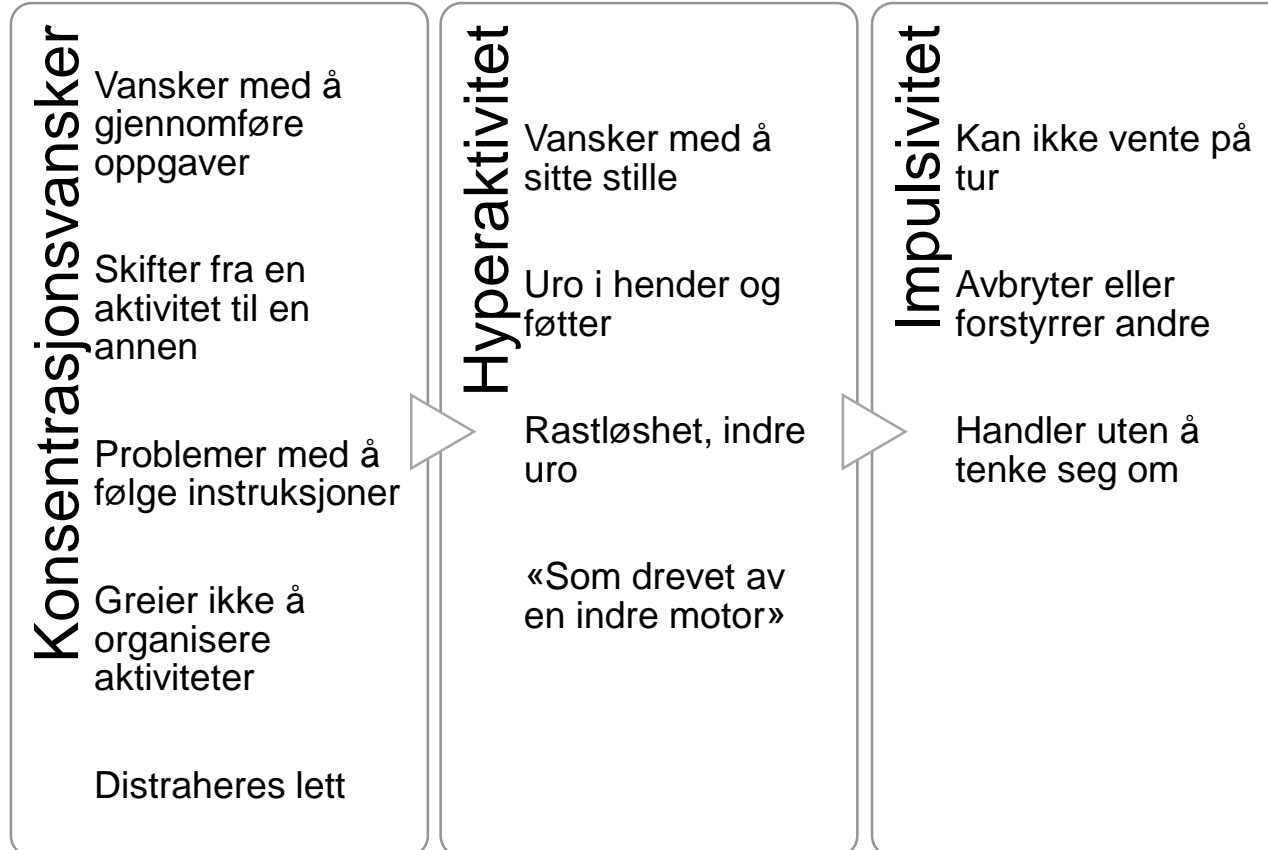 Konsentrasjonsvansker
Vansker med å
gjennomføre
oppgaver
Skifter fra en
aktivitet til en
annen
Problemer med å
følge instruksjoner
Greier ikke å
organisere
aktiviteter
Distraheres lett
Hyperaktivitet
Vansker med å
sitte stille
Uro i hender og
føtter
Rastløshet, indre
uro
«Som drevet av
en indre motor»
Impulsivitet
Kan ikke vente på
tur
Avbryter eller
forstyrrer andre
Handler uten å
tenke seg om